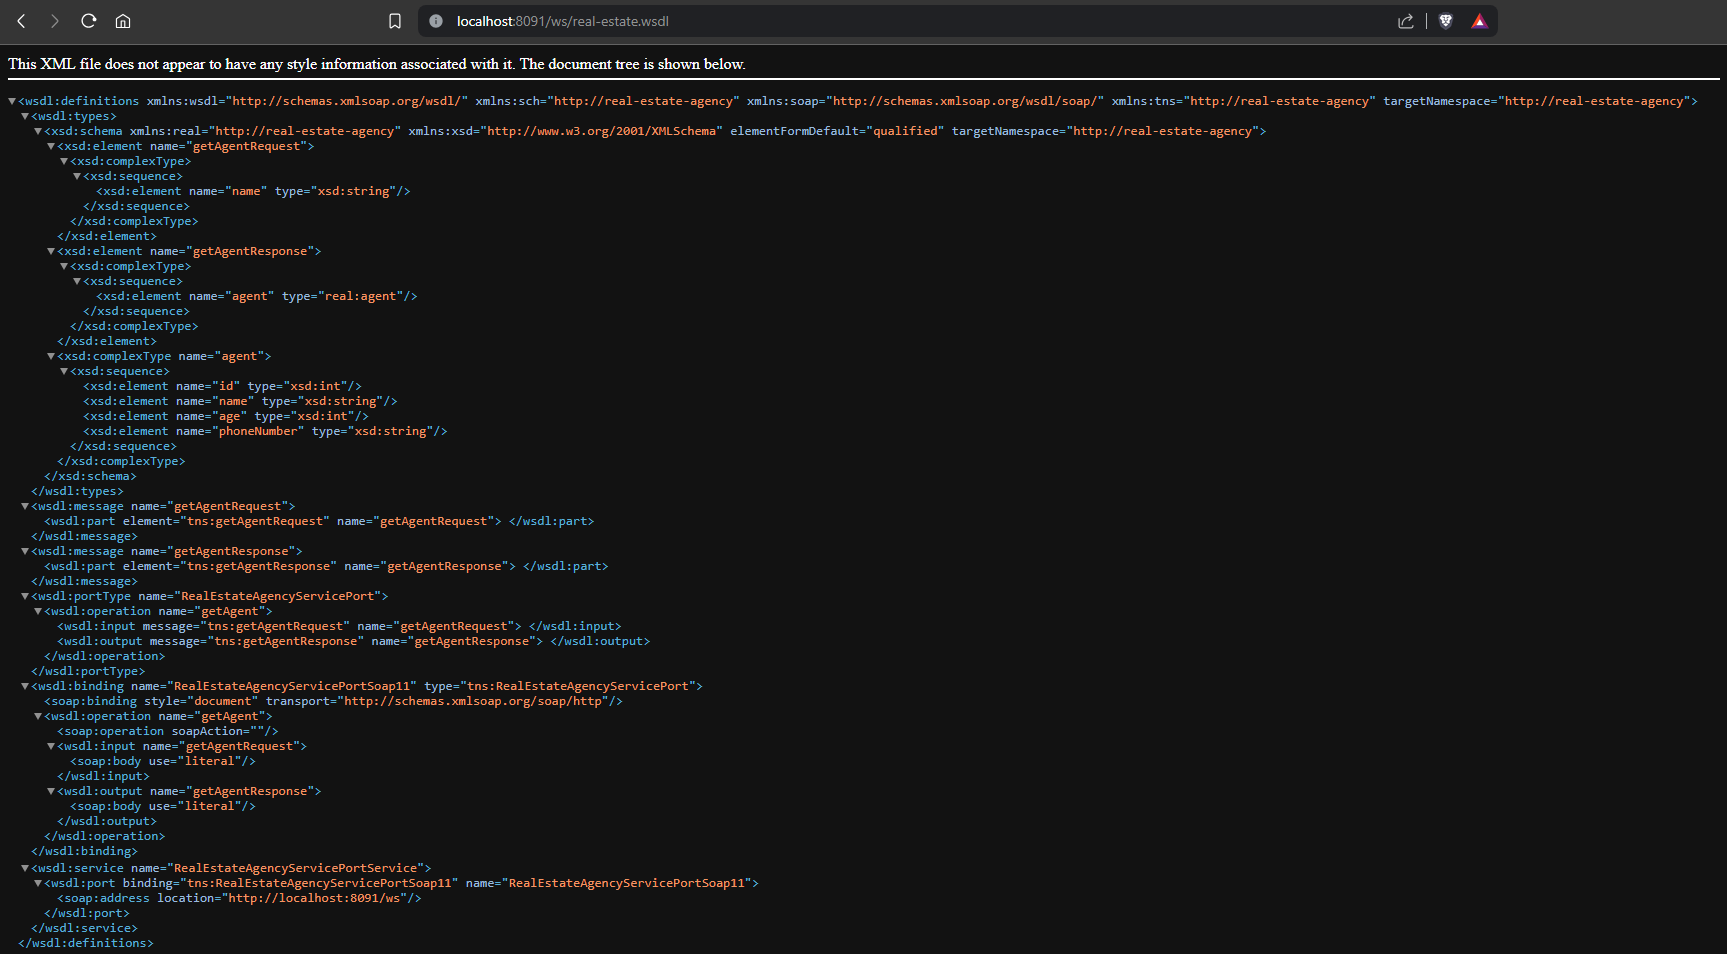 localhost:8091/ws/real-estate.wsdl
This XML file does not appear to have any style information associated with it. The document tree is shown below.
<wsdl:definitions xmlns:wsdl="http://schemas.xmlsoap.org/wsdl/" xmlns:sch="http://real-estate-agency" xmlns:soap="http://schemas.xmlsoap.org/wsdl/soap/" xmlns:tns="http://real-estate-agency" targetNamespace="http://real-estate-agency">
<wsdl:types>
<xsd:schema xmlns:real="http://real-estate-agency" xmlns:xsd="http://www.w3.org/2001/XMLSchema" elementFormDefault="qualified" targetNamespace="http://real-estate-agency">
<xsd:element name="getAgentRequest">
<xsd:complexType>
<xsd:sequence>
<xsd:element name="name" type="xsd:string"/>
</xsd:sequence>
</xsd:complexType>
</xsd:element>
<xsd:element name="getAgentResponse">
<xsd:complexType>
<xsd:sequence>
<xsd:element name="agent" type="real:agent"/>
</xsd:sequence>
</xsd:complexType>
</xsd:element>
<xsd:complexType name="agent">
<xsd:sequence>
<xsd:element name="id" type="xsd:int"/>
<xsd:element name="name" type="xsd:string"/>
<xsd:element name="age" type="xsd:int"/>
<xsd:element name="phoneNumber" type="xsd:string"/>
</xsd:sequence>
</xsd:complexType>
</xsd:schema>
</wsdl:types>
<wsdl:message name="getAgentRequest">
<wsdl:part element="tns:getAgentRequest" name="getAgentRequest"> </wsdl:part>
</wsdl:message>
<wsdl:message name="getAgentResponse">
<wsdl:part element="tns:getAgentResponse" name="getAgentResponse"> </wsdl:part>
</wsdl:message>
<wsdl:portType name="RealEstateAgencyServicePort">
<wsdl:operation name="getAgent">
<wsdl:input message="tns:getAgentRequest" name="getAgentRequest"> </wsdl:input>
<wsdl:output message="tns:getAgentResponse" name="getAgentResponse"> </wsdl:output>
</wsdl:operation>
</wsdl:portType>
<wsdl:binding name="RealEstateAgencyServicePortSoap11" type="tns:RealEstateAgencyServicePort">
<soap:binding style="document" transport="http://schemas.xmlsoap.org/soap/http"/>
<wsdl:operation name="getAgent">
<soap:operation soapAction=""/>
<wsdl:input name="getAgentRequest">
<soap:body use="literal"/>
</wsdl:input>
<wsdl:output name="getAgentResponse">
<soap:body use="literal"/>
</wsdl:output>
</wsdl:operation>
</wsdl:binding>
<wsdl:service name="RealEstateAgencyServicePortService">
<wsdl:port binding="tns:RealEstateAgencyServicePortSoap11" name="RealEstateAgencyServicePortSoap11">
<soap:address location="http://localhost:8091/ws"/>
</wsdl:port>
</wsdl:service>
</wsdl:definitions>